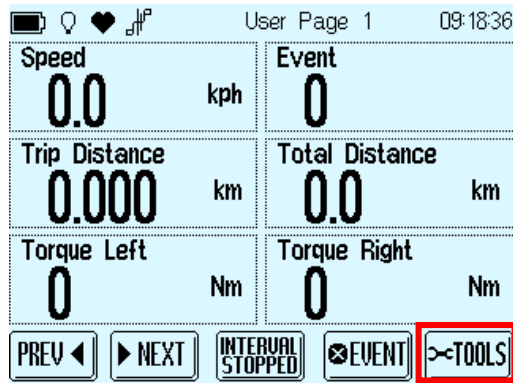 User Page 1 09:18:36
Speed Event
0.0 kph 0
Trip Distance Total Distance
0.000 km 0.0 km
Torque Left Torque Right
0 Nm 0 Nm
PREV NEXT INTERVAL STOPPED EVENT TOOLS